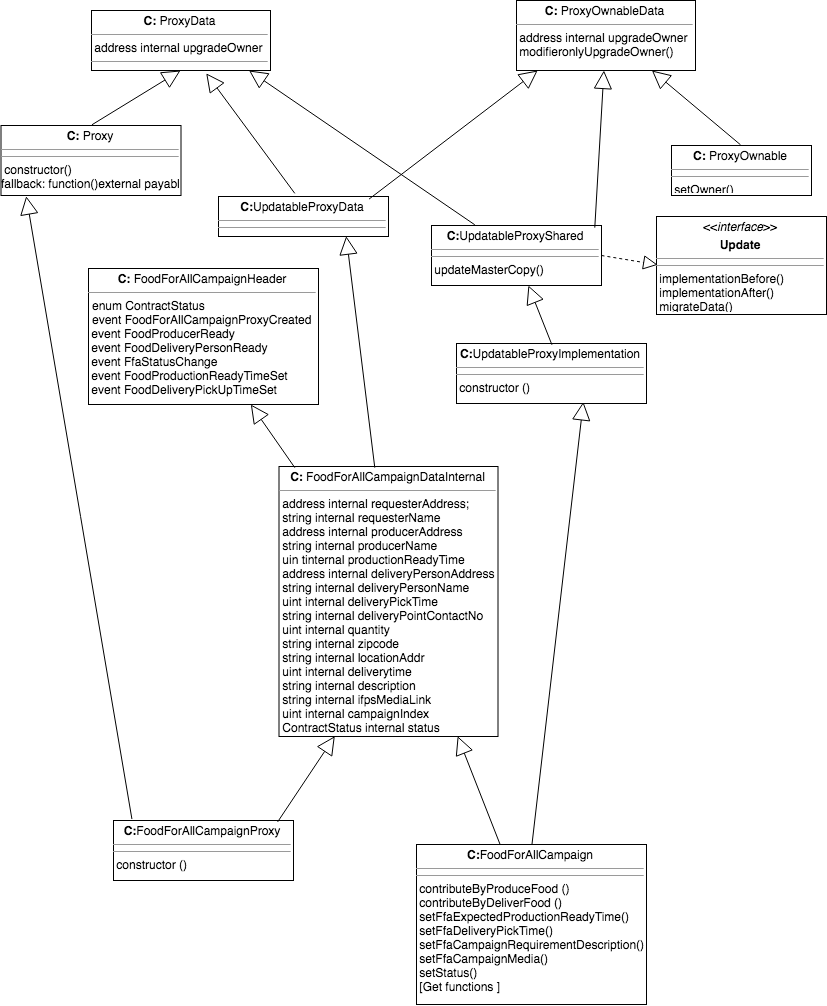 C: ProxyData
address internal upgradeOwner
C: ProxyOwnableData
address internal upgradeOwner
modifieronlyUpgradeOwner()
C: Proxy
constructor()
fallback: function()external payabl
C: ProxyOwnable
setOwner()
C:UpdatableProxyData
C:UpdatableProxyShared
updateMasterCopy()
<<interface>>
Update
implementationBefore()
implementationAfter()
migrateData()
C: FoodForAllCampaignHeader
enum ContractStatus
event FoodForAllCampaignProxyCreated
event FoodProducerReady
event FoodDeliveryPersonReady
event FfaStatusChange
event FoodProductionReadyTimeSet
event FoodDeliveryPickUpTimeSet
C:UpdatableProxyImplementation
constructor ()
C: FoodForAllCampaignDataInternal
address internal requesterAddress;
string internal requesterName
address internal producerAddress
string internal producerName
uin tinternal productionReadyTime
address internal deliveryPersonAddress
string internal deliveryPersonName
uint internal deliveryPickTime
string internal deliveryPointContactNo
uint internal quantity
string internal zipcode
string internal locationAddr
uint internal deliverytime
string internal description
string internal ifpsMediaLink
uint internal campaignIndex
ContractStatus internal status
C:FoodForAllCampaignProxy
constructor ()
C:FoodForAllCampaign
contributeByProduceFood ()
contributeByDeliverFood ()
setFfaExpectedProductionReadyTime()
setFfaDeliveryPickTime()
setFfaCampaignRequirementDescription()
setFfaCampaignMedia()
setStatus()
[Get functions ]